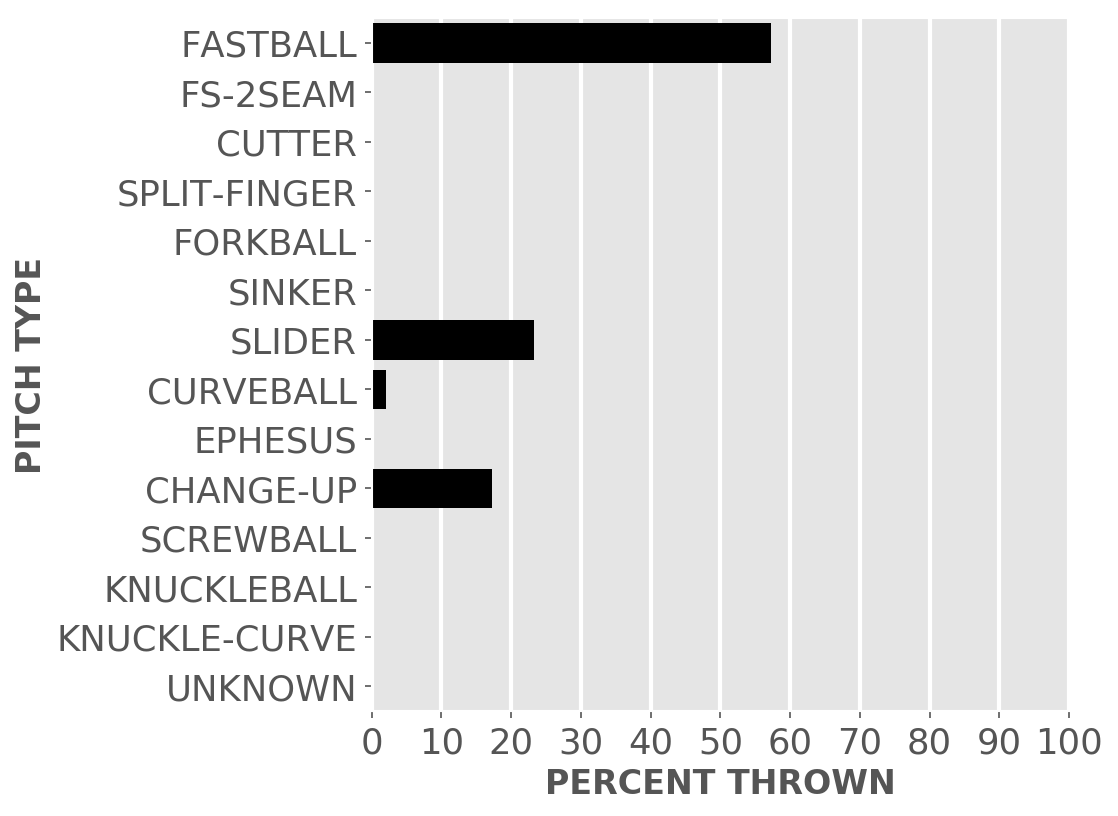 FASTBALL
FS-2SEAM
CUTTER
SPLIT-FINGER
FORKBALL
SINKER
SLIDER
CURVEBALL
EPHESUS
CHANGE-UP
SCREWBALL
KNUCKLEBALL
KNUCKLE-CURVE
UNKNOWN
PITCH TYPE
0 10 20 30 40 50 60 70 80 90 100
PERCENT THROWN